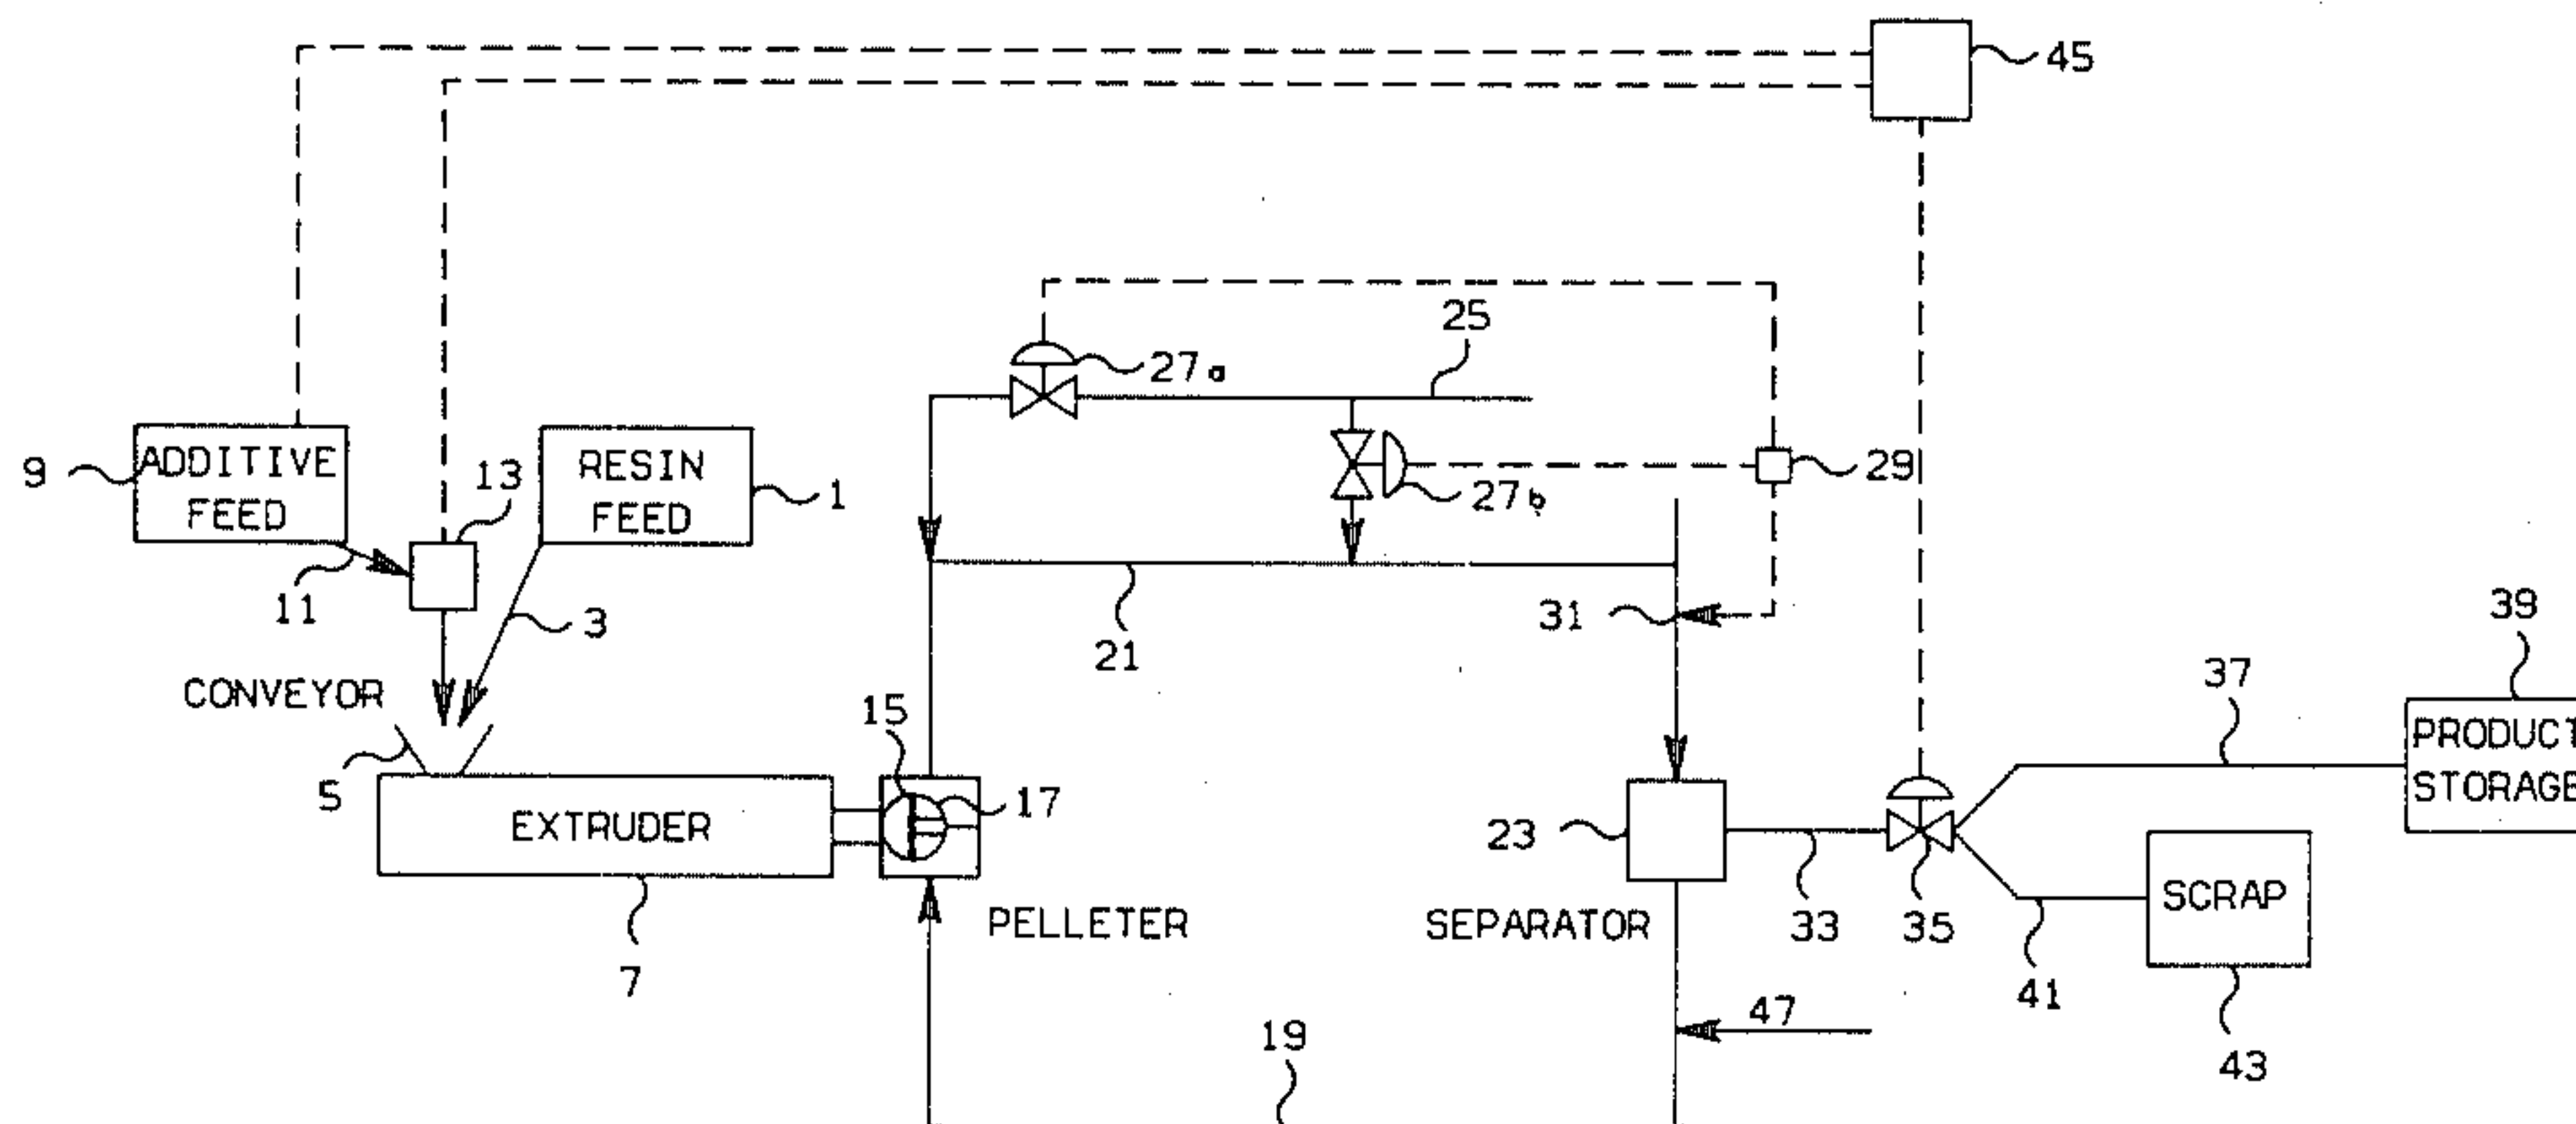 45
25
27a
ADDITIVE
FEED
9
13
RESIN
FEED
1
29
27b
11
3
31
21
39
37
CONVEYOR
15
PRODUCT
STORAGE
5
EXTRUDER
17
23
SCRAP
PELLETER
SEPARATOR
33
35
7
41
47
19
43